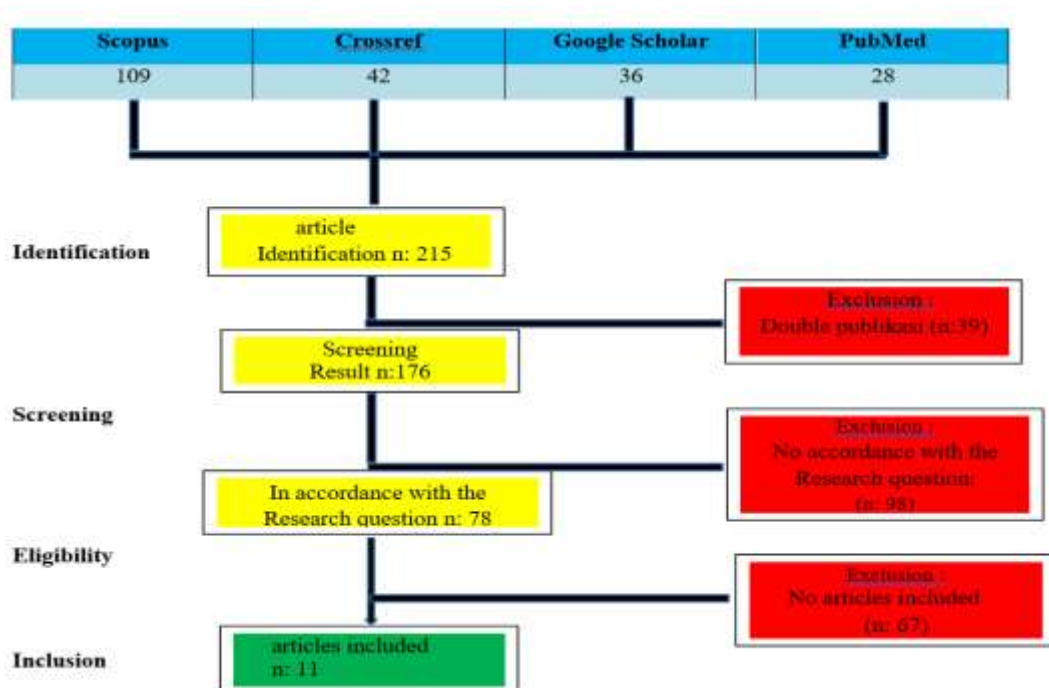 Scopus Crossref Google Scholar PubMed
109 42 36 28
article
Identification n: 215
Identification
Exclusion :
Double publikasi (n:39)
Screening
Result n:176
Screening
Exclusion :
No accordance with the
Research question:
(n: 98)
In accordance with the
Research question n: 78
Eligibility
Exclusion :
No articles included
(n: 67)
articles included
n: 11
Inclusion